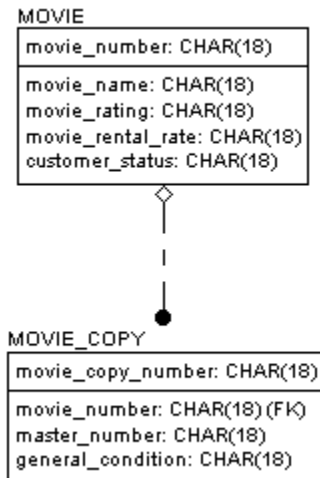 MOVIE
movie_number: CHAR(18)
movie_name: CHAR(18)
movie_rating: CHAR(18)
movie_rental_rate: CHAR(18)
customer_status: CHAR(18)
MOVIE_COPY
movie_copy_number: CHAR(18)
movie_number: CHAR(18) (FK)
master_number: CHAR(18)
general_condition: CHAR(18)